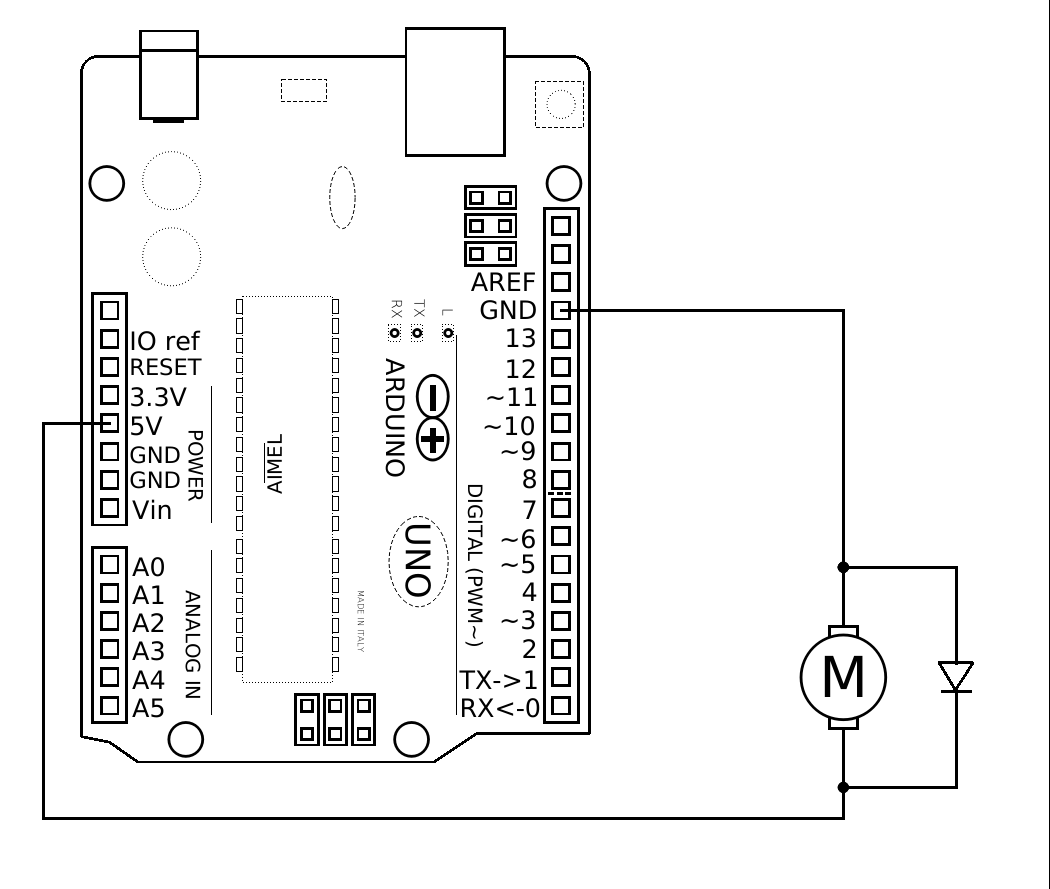 AREF
GND
13
12
~11
~10
~9
8
7
~6
~5
4
~3
2
TX->1
RX<-0
IO ref
RESET
3.3V
5V
GND
GND
Vin
POWER
A0
A1
A2
A3
A4
A5
ANALOG IN
AIMEL
RX
TX
L
ARDUINO
UNO
DIGITAL (PWM~)
MADE IN ITALY
M